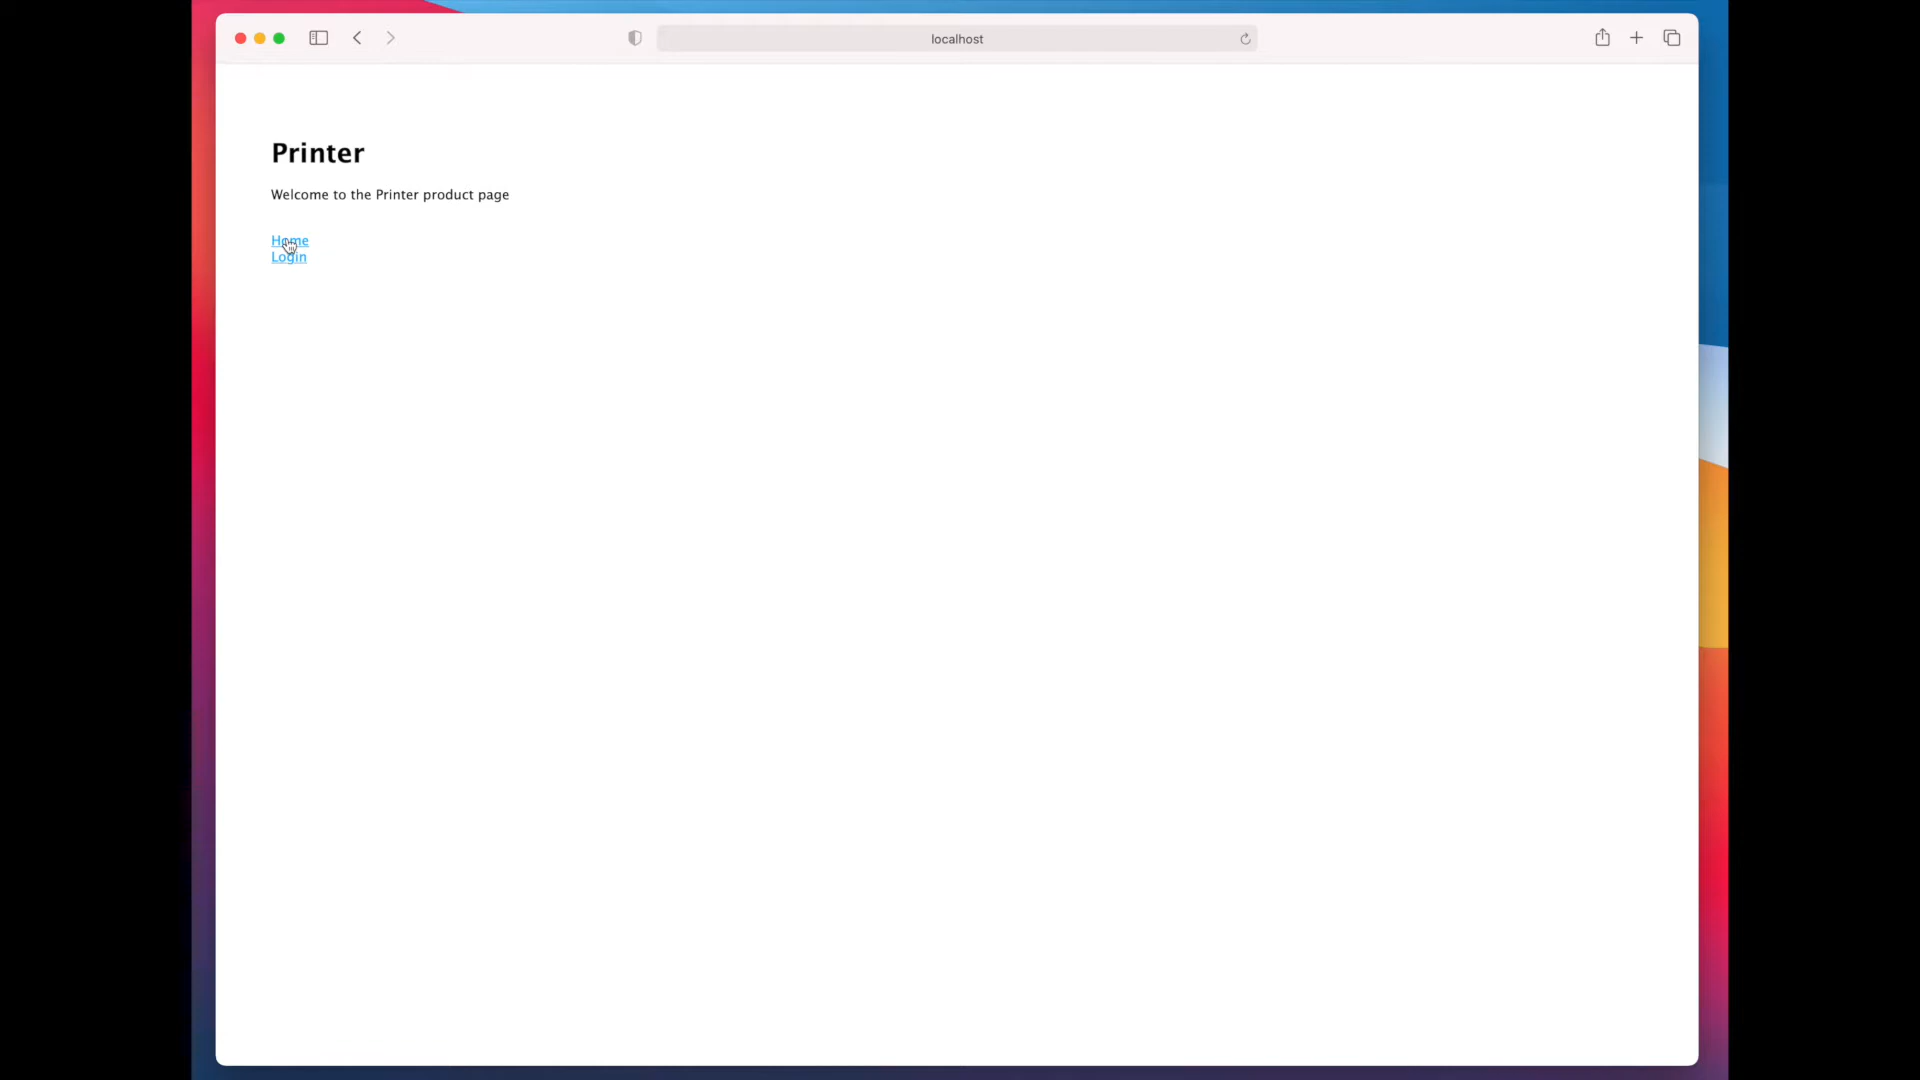 localhost
Printer
Welcome to the Printer product page
Home
Login